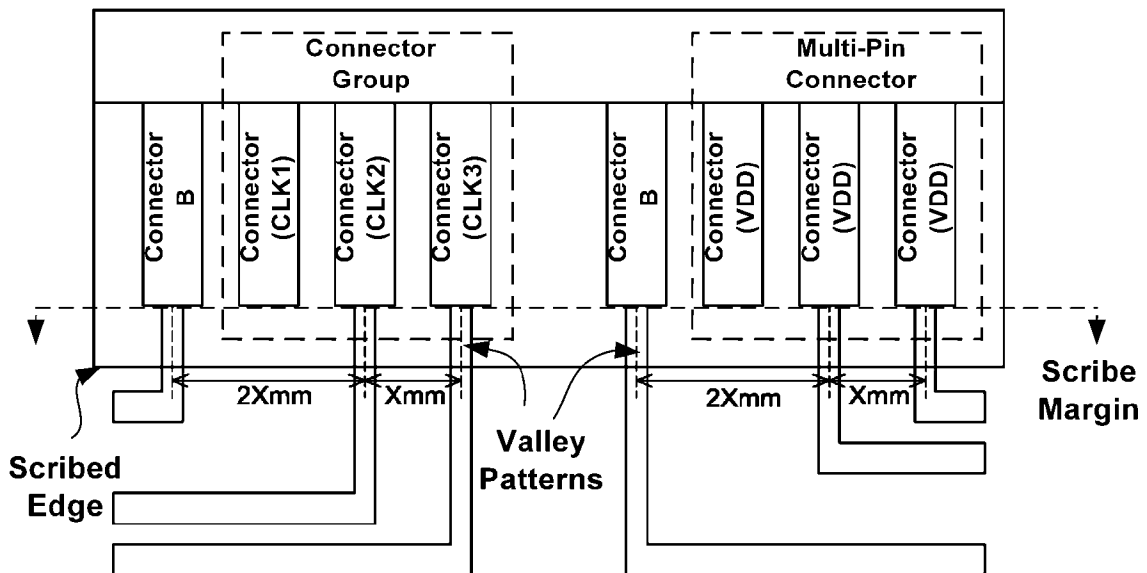 Connector
Group
Multi-Pin
Connector
Connector
B
Connector
(CLK1)
Connector
(CLK2)
Connector
(CLK3)
Connector
B
Connector
(VDD)
Connector
(VDD)
Connector
(VDD)
2Xmm
Xmm
2Xmm
Xmm
Scribe
Margin
Scribed
Edge
Valley
Patterns